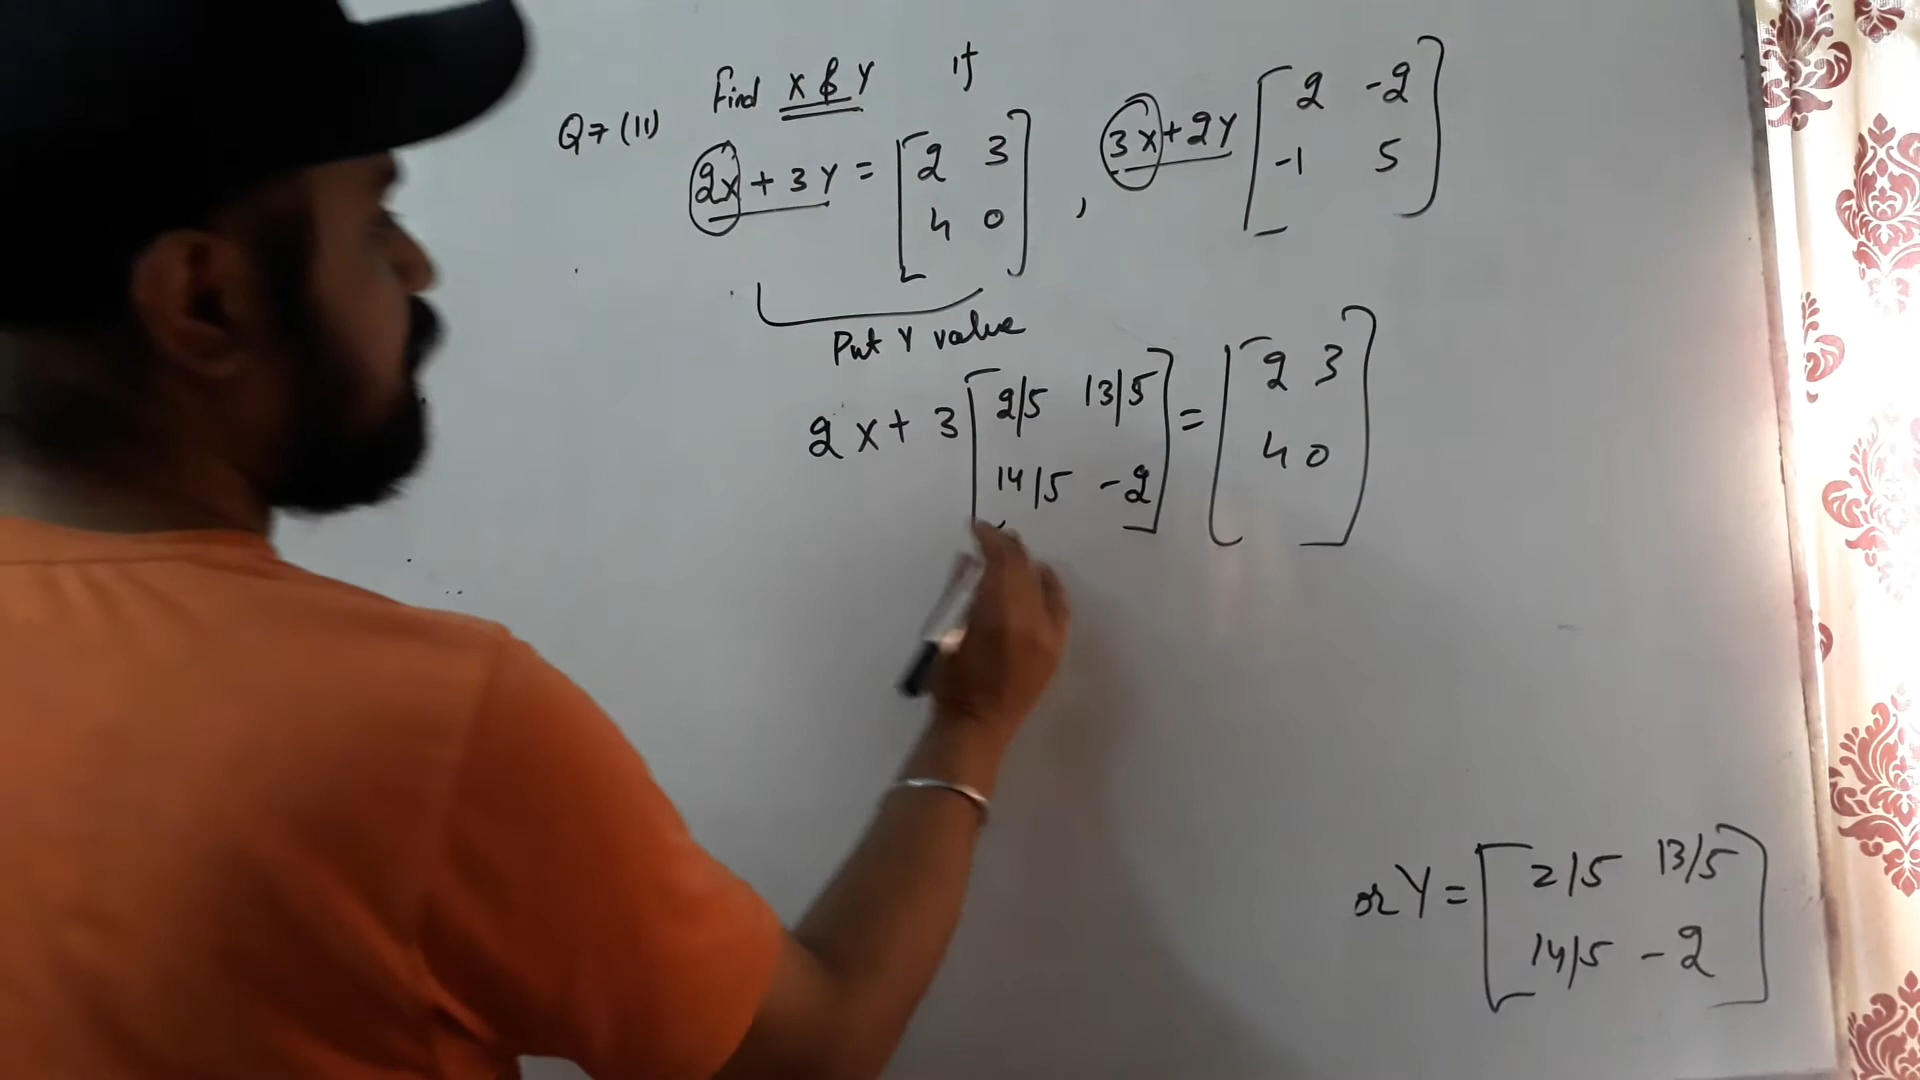 Q7 (11) Find X & Y if
2x + 3Y = [2 3
4 0] , 3x + 2Y [2 -2
-1 5]
Put Y value
2x + 3 [2/5 13/5
14/5 -2] = [2 3
4 0]
or Y = [2/5 13/5
14/5 -2]